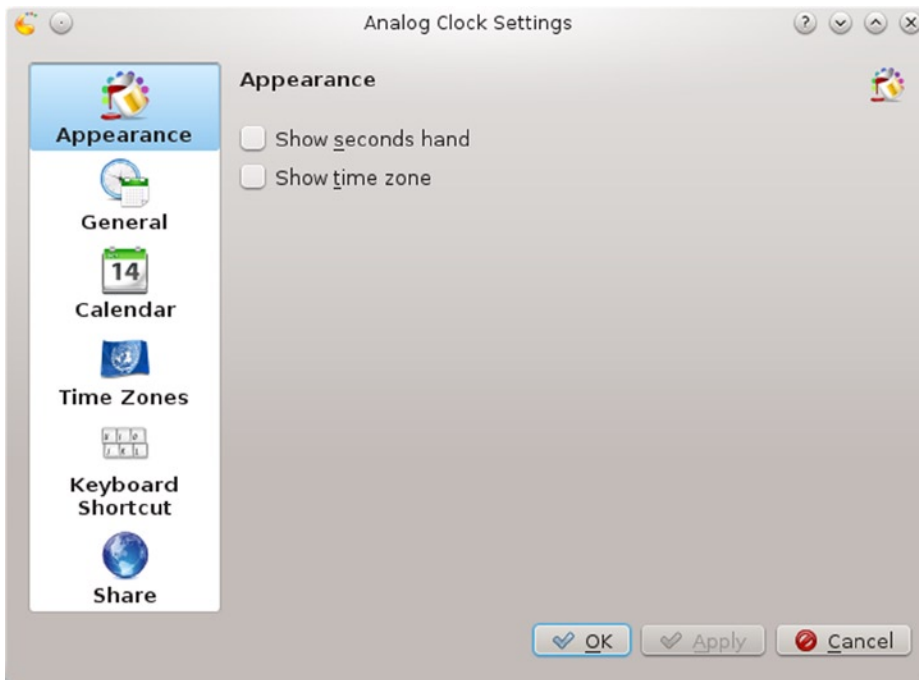 Analog Clock Settings
Appearance
General
14
Calendar
Time Zones
Keyboard
Shortcut
Share
Appearance
Show seconds hand
Show time zone
OK
Apply
Cancel